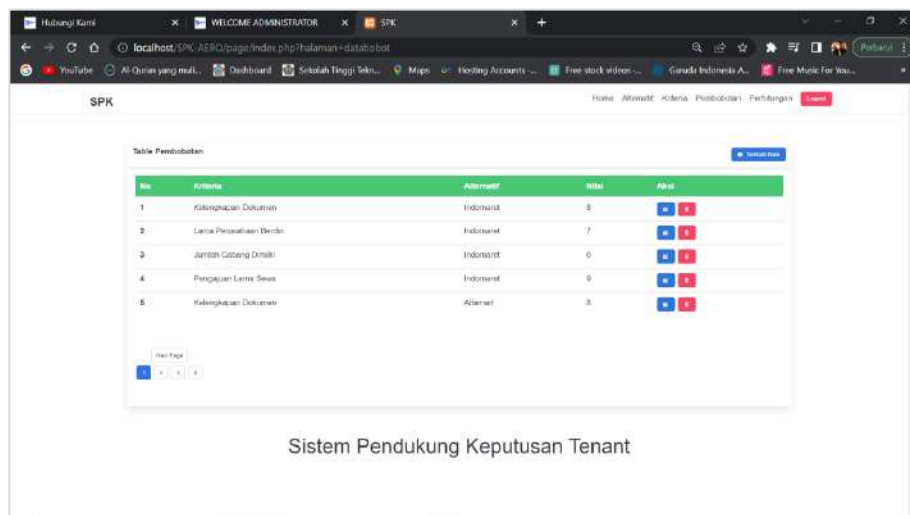 Hubungi Kami WELCOME ADMINISTRATOR SPK
localhost/SPK-AERO/page/index.php?halaman=databobot Perbarui
YouTube Al-Quran yang muli... Dashboard Sekolah Tinggi Tekn... Maps Hosting Accounts -... Free stock videos -... Garuda Indonesia A... Free Music For You...
SPK Home Alternatif Kriteria Pembobotan Perhitungan Logout
Table Pembobotan Tambah Data
No Kriteria Alternatif Nilai Aksi
1 Kelengkapan Dokumen Indomaret 8
2 Lama Perusahaan Berdiri Indomaret 7
3 Jumlah Cabang Dimiliki Indomaret 6
4 Pengajuan Lama Sewa Indomaret 9
5 Kelengkapan Dokumen Alfamart 8
Next Page
1 2 3 4
Sistem Pendukung Keputusan Tenant